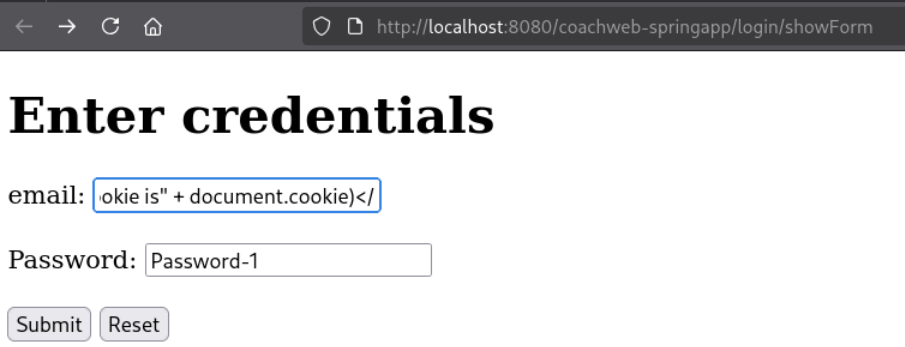 http://localhost:8080/coachweb-springapp/login/showForm
Enter credentials
email: okie is" + document.cookie)</
Password: Password-1
Submit Reset